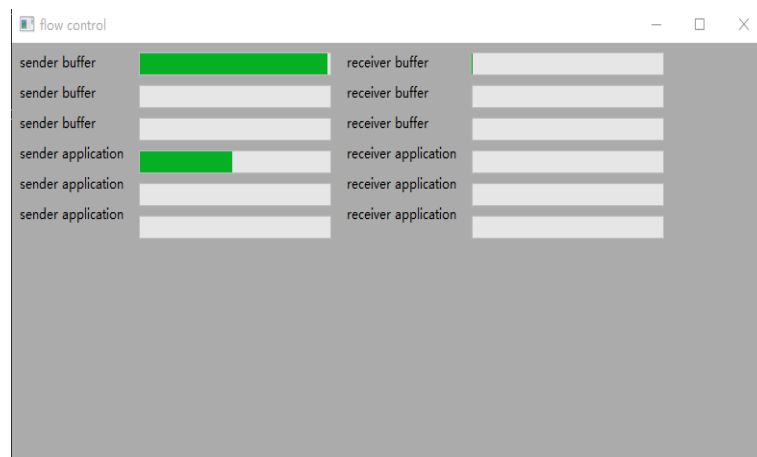 flow control
sender buffer receiver buffer
sender buffer receiver buffer
sender buffer receiver buffer
sender application receiver application
sender application receiver application
sender application receiver application